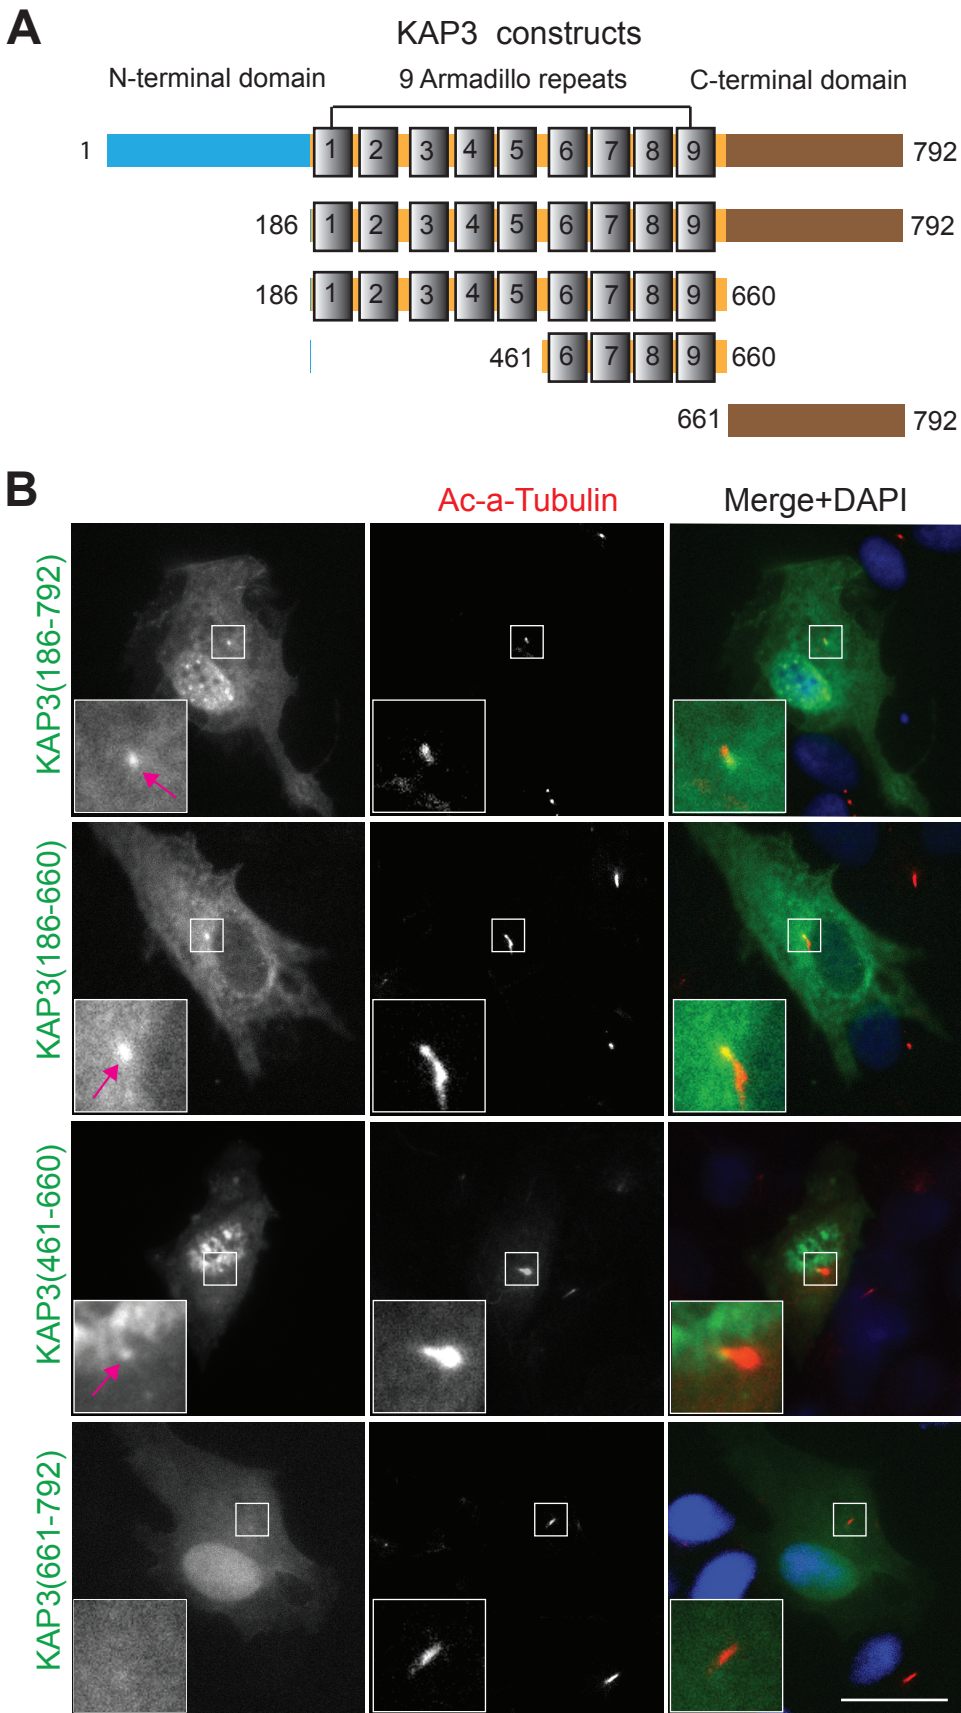 A
KAP3 constructs
N-terminal domain
9 Armadillo repeats
C-terminal domain
1
1 2 3 4 5 6 7 8 9
792
186
1 2 3 4 5 6 7 8 9
792
186
1 2 3 4 5 6 7 8 9
660
461
6 7 8 9
660
661
792
B
Ac-a-Tubulin
Merge+DAPI
KAP3(186-792)
KAP3(186-660)
KAP3(461-660)
KAP3(661-792)